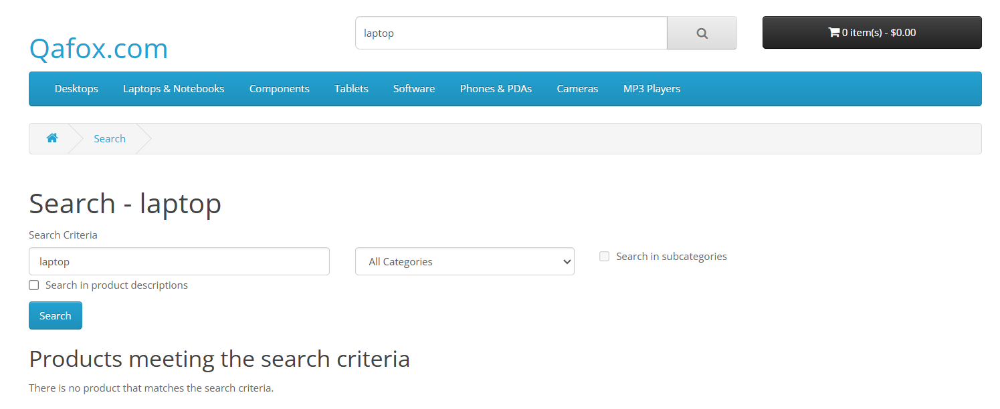 laptop
0 item(s) - $0.00
Qafox.com
Desktops Laptops & Notebooks Components Tablets Software Phones & PDAs Cameras MP3 Players
Search
Search - laptop
Search Criteria
laptop All Categories Search in subcategories
Search in product descriptions
Search
Products meeting the search criteria
There is no product that matches the search criteria.